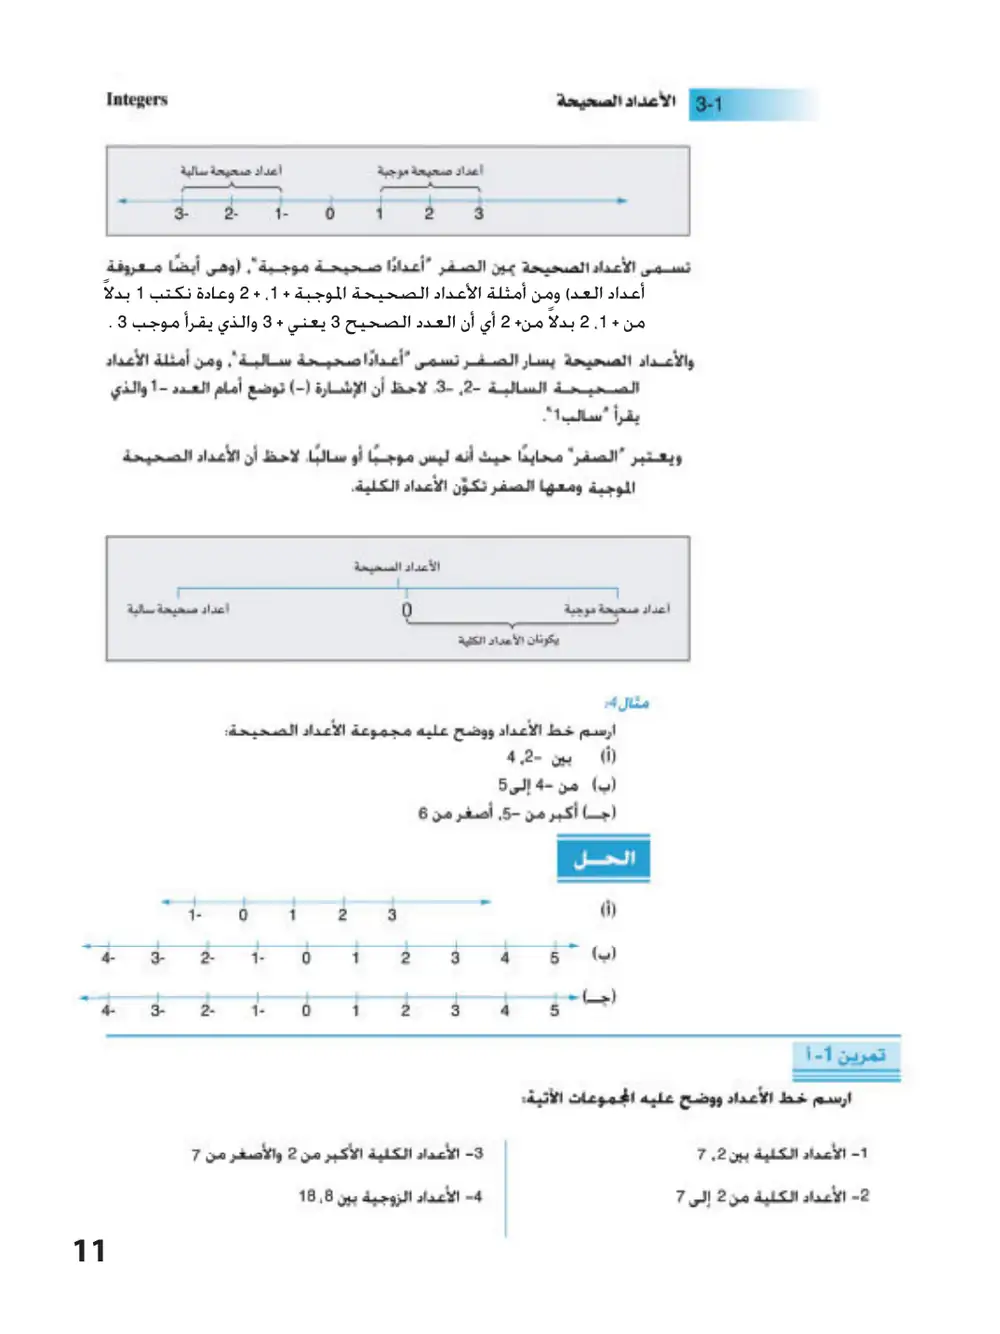 3-1 الأعداد الصحيحة Integers
أعداد صحيحة سالبة أعداد صحيحة موجبة
3- 2- 1- 0 1 2 3
تسمى الأعداد الصحيحة يمين الصفر "أعدادًا صحيحة موجبة"، (وهى أيضًا معروفة
أعداد العد) ومن أمثلة الأعداد الصحيحة الموجبة + 1، + 2 وعادة نكتب 1 بدلاً
من + 1، 2 بدلاً من+ 2 أي أن العدد الصحيح 3 يعني + 3 والذي يقرأ موجب 3 .
والأعداد الصحيحة يسار الصفر تسمى "أعدادًا صحيحة سالبة"، ومن أمثلة الأعداد
الصحيحة السالبة -2، -3. لاحظ أن الإشارة (-) توضع أمام العدد -1 والذي
يقرأ "سالب1".
ويعتبر "الصفر" محايدًا حيث أنه ليس موجبًا أو سالبًا. لاحظ أن الأعداد الصحيحة
الموجبة ومعها الصفر تكوّن الأعداد الكلية.
الأعداد الصحيحة
أعداد صحيحة موجبة 0 أعداد صحيحة سالبة
يكونان الأعداد الكلية
مثال4:
ارسم خط الأعداد ووضح عليه مجموعة الأعداد الصحيحة:
(أ) بين -2، 4
(ب) من -4 إلى5
(جـ) أكبر من -5، أصغر من 6
الحـــل
(أ) 1- 0 1 2 3
(ب) 4- 3- 2- 1- 0 1 2 3 4 5
(جـ) 4- 3- 2- 1- 0 1 2 3 4 5
تمرين 1- أ
ارسم خط الأعداد ووضح عليه المجموعات الآتية:
1- الأعداد الكلية بين2، 7
2- الأعداد الكلية من 2 إلى 7
3- الأعداد الكلية الأكبر من 2 والأصغر من 7
4- الأعداد الزوجية بين 8، 18
11